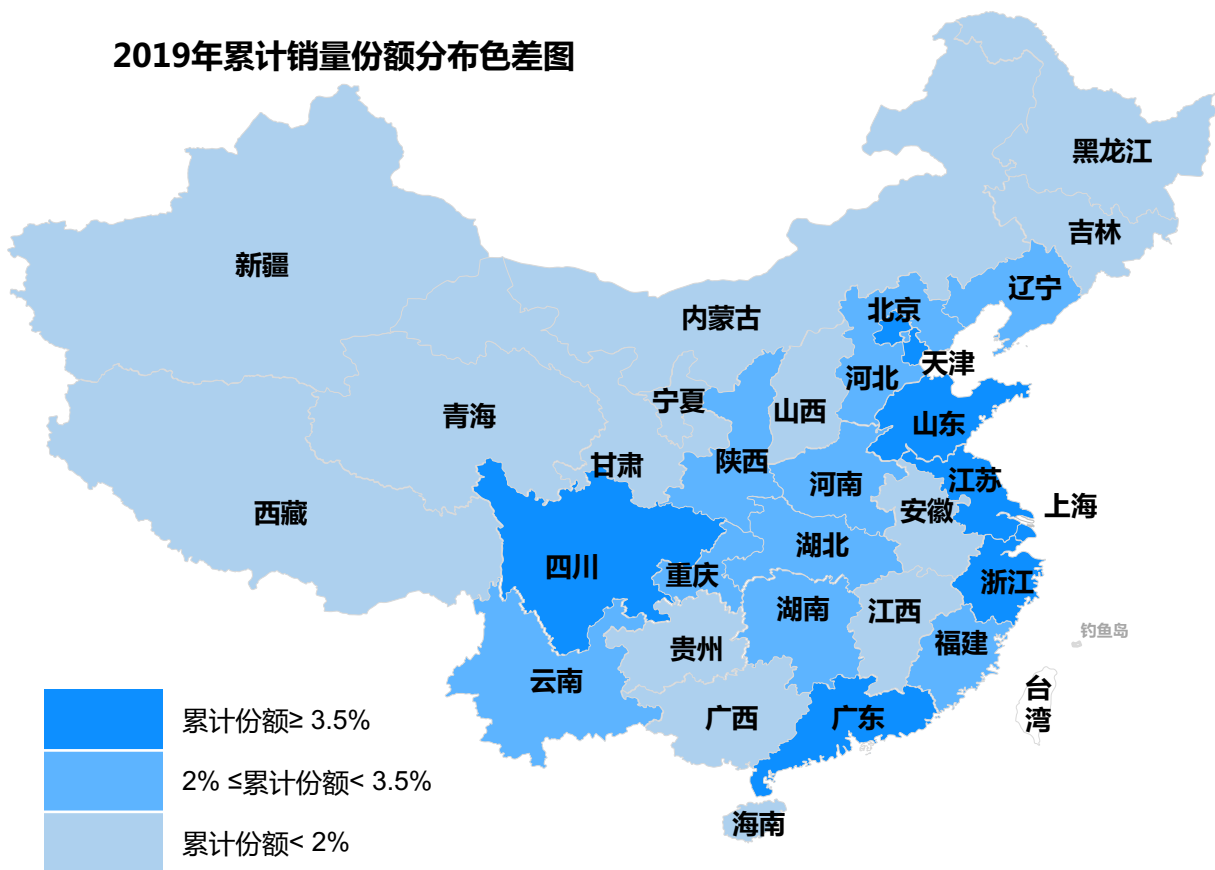 2019年累计销量份额分布色差图
黑龙江
吉林
新疆
辽宁
北京
内蒙古
天津
河北
宁夏
山西
青海
山东
甘肃
陕西
河南
江苏
西藏
安徽
上海
湖北
四川
重庆
浙江
湖南
江西
钓鱼岛
福建
贵州
云南
台湾
广西
广东
海南
累计份额≥ 3.5%
2% ≤累计份额< 3.5%
累计份额< 2%